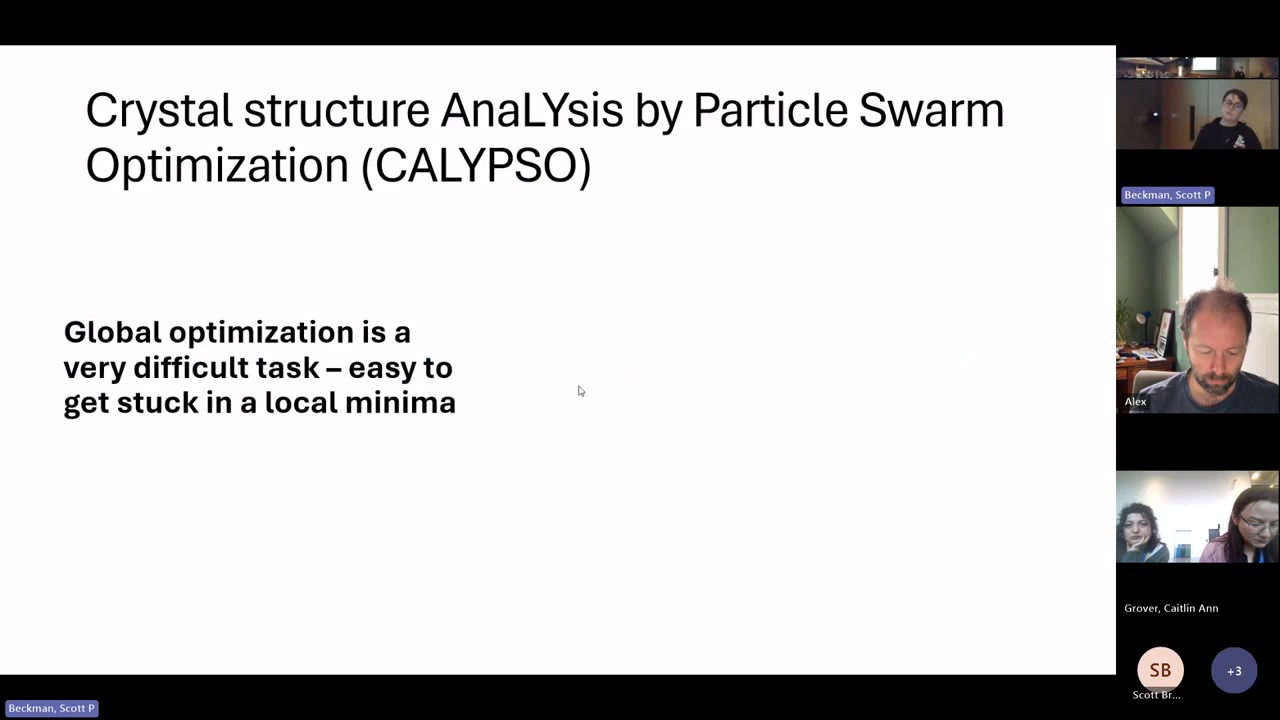 Crystal structure AnaLYsis by Particle Swarm
Optimization (CALYPSO)
Global optimization is a
very difficult task – easy to
get stuck in a local minima
Beckman, Scott P
Alex
Grover, Caitlin Ann
SB
Scott Br...
+3
Beckman, Scott P